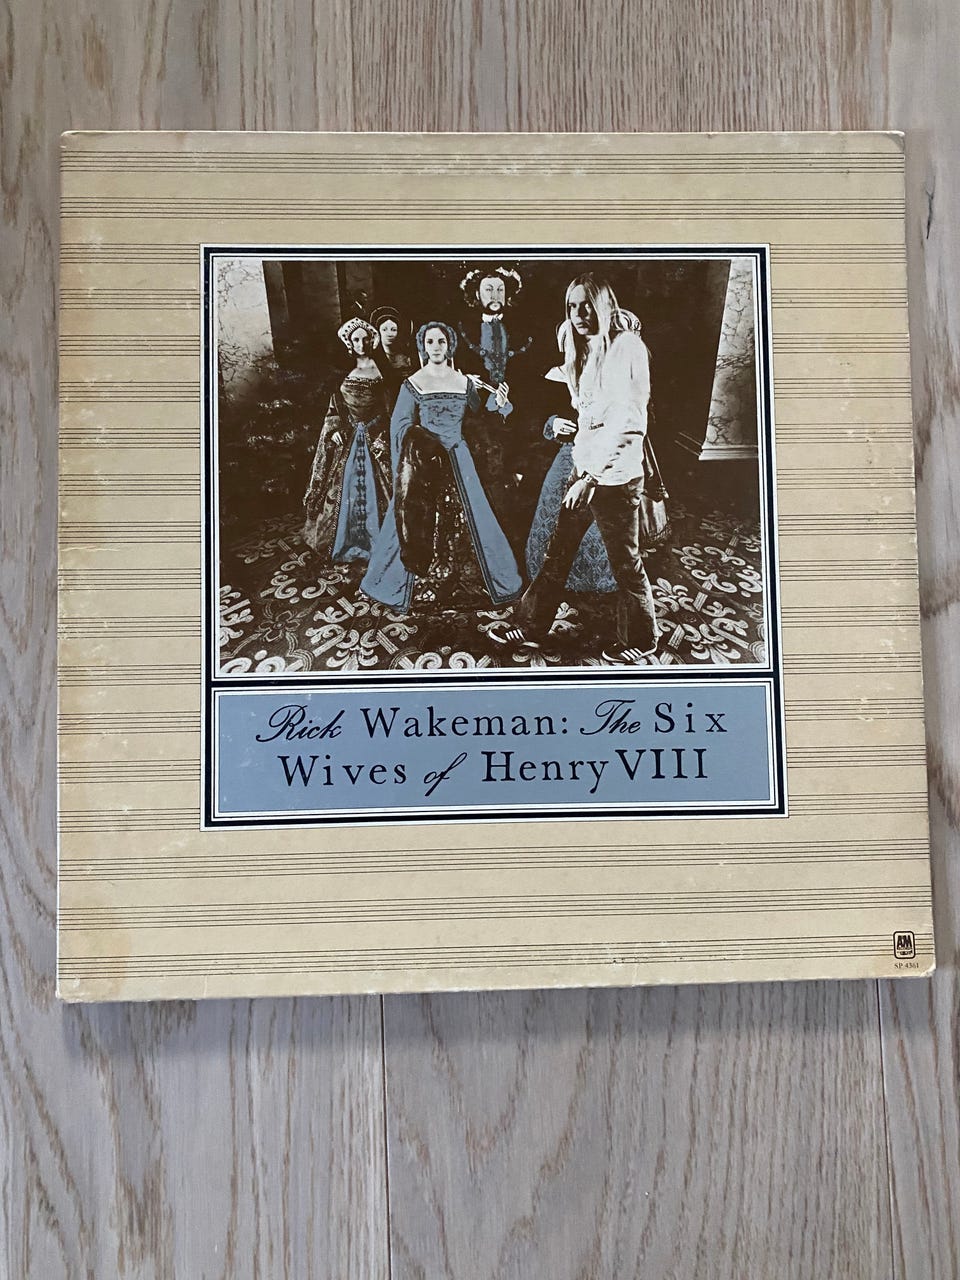 Rick Wakeman: The Six
Wives of Henry VIII
A&M
SP 4361